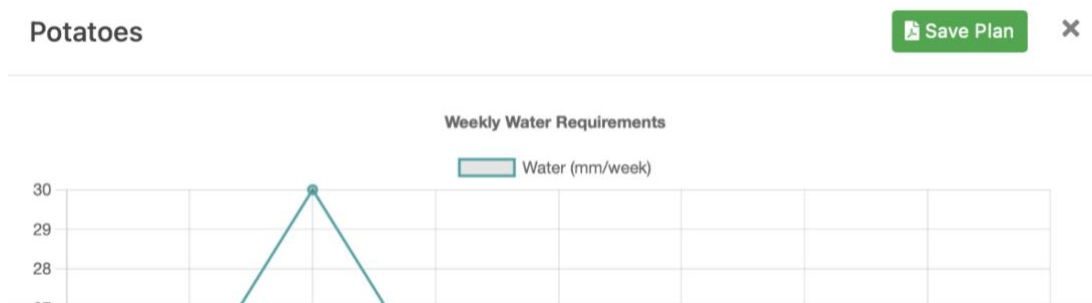 Potatoes
Save Plan
Weekly Water Requirements
Water (mm/week)
30
29
28